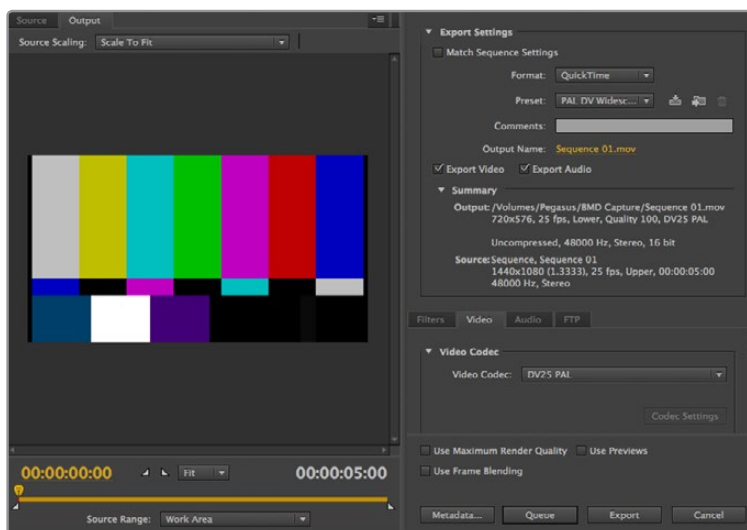 Source Output
Source Scaling: Scale To Fit
00:00:00:00 Fit 00:00:05:00
Source Range: Work Area
Export Settings
Match Sequence Settings
Format: QuickTime
Preset: PAL DV Widesc...
Comments:
Output Name: Sequence 01.mov
Export Video Export Audio
Summary
Output: /Volumes/Pegasus/BMD Capture/Sequence 01.mov
720x576, 25 fps, Lower, Quality 100, DV25 PAL
Uncompressed, 48000 Hz, Stereo, 16 bit
Source: Sequence, Sequence 01
1440x1080 (1.3333), 25 fps, Upper, 00:00:05:00
48000 Hz, Stereo
Filters Video Audio FTP
Video Codec
Video Codec: DV25 PAL
Codec Settings
Use Maximum Render Quality Use Previews
Use Frame Blending
Metadata... Queue Export Cancel